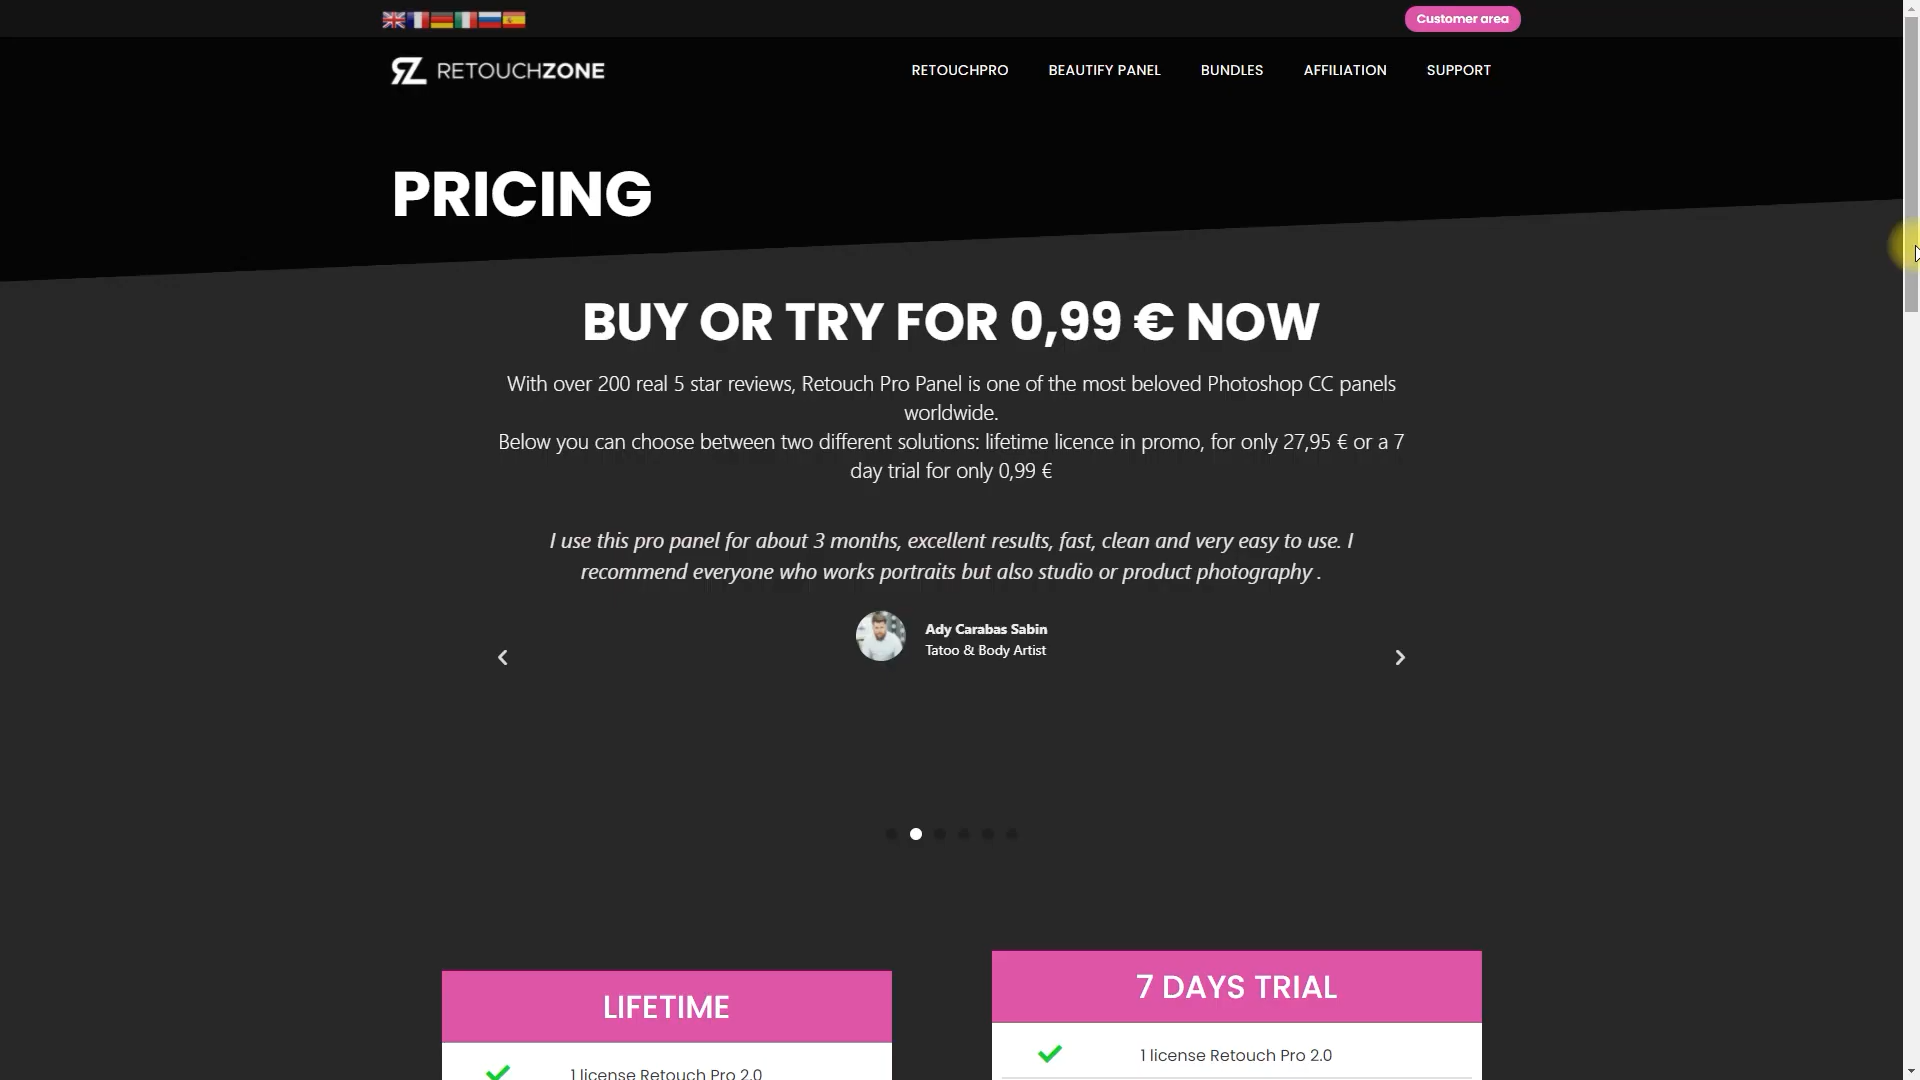 Customer area
RETOUCHZONE
RETOUCHPRO
BEAUTIFY PANEL
BUNDLES
AFFILIATION
SUPPORT
PRICING
BUY OR TRY FOR 0,99 € NOW
With over 200 real 5 star reviews, Retouch Pro Panel is one of the most beloved Photoshop CC panels
worldwide.
Below you can choose between two different solutions: lifetime licence in promo, for only 27,95 € or a 7
day trial for only 0,99 €
I use this pro panel for about 3 months, excellent results, fast, clean and very easy to use. I
recommend everyone who works portraits but also studio or product photography .
Ady Carabas Sabin
Tatoo & Body Artist
LIFETIME
1 license Retouch Pro 2.0
7 DAYS TRIAL
1 license Retouch Pro 2.0